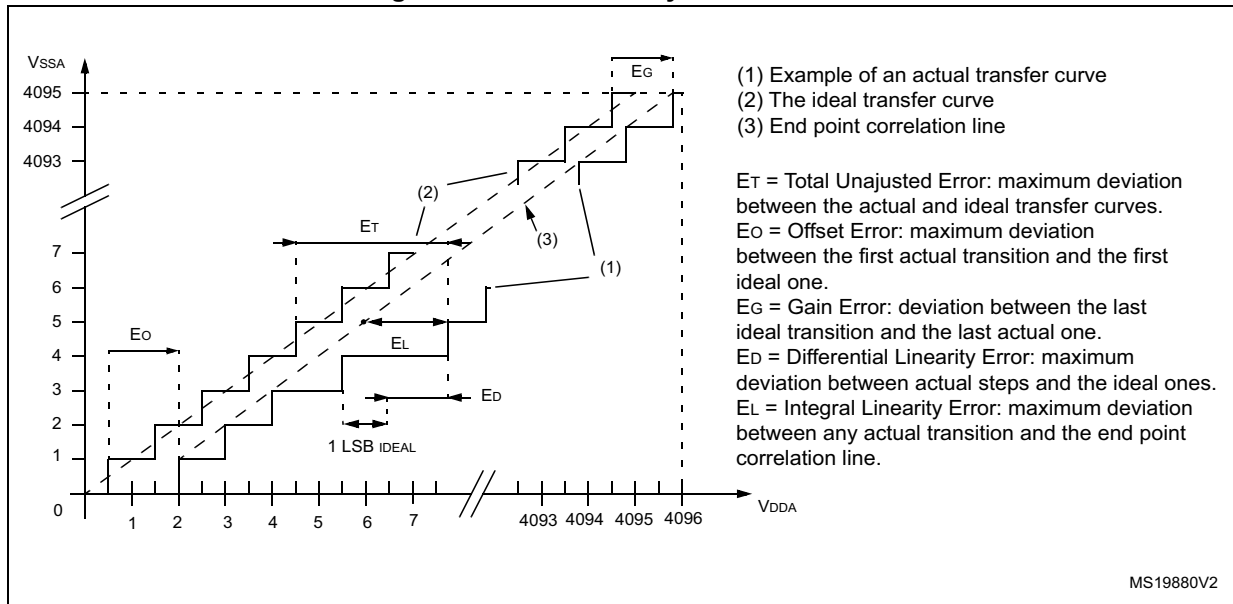 VSSA
EG
4095
4094
4093
(2)
ET
(3)
7
(1)
6
5
EO
EL
4
3
ED
2
1 LSB IDEAL
1
0
1 2 3 4 5 6 7 4093 4094 4095 4096
VDDA
(1) Example of an actual transfer curve
(2) The ideal transfer curve
(3) End point correlation line
ET = Total Unajusted Error: maximum deviation
between the actual and ideal transfer curves.
EO = Offset Error: maximum deviation
between the first actual transition and the first
ideal one.
EG = Gain Error: deviation between the last
ideal transition and the last actual one.
ED = Differential Linearity Error: maximum
deviation between actual steps and the ideal ones.
EL = Integral Linearity Error: maximum deviation
between any actual transition and the end point
correlation line.
MS19880V2